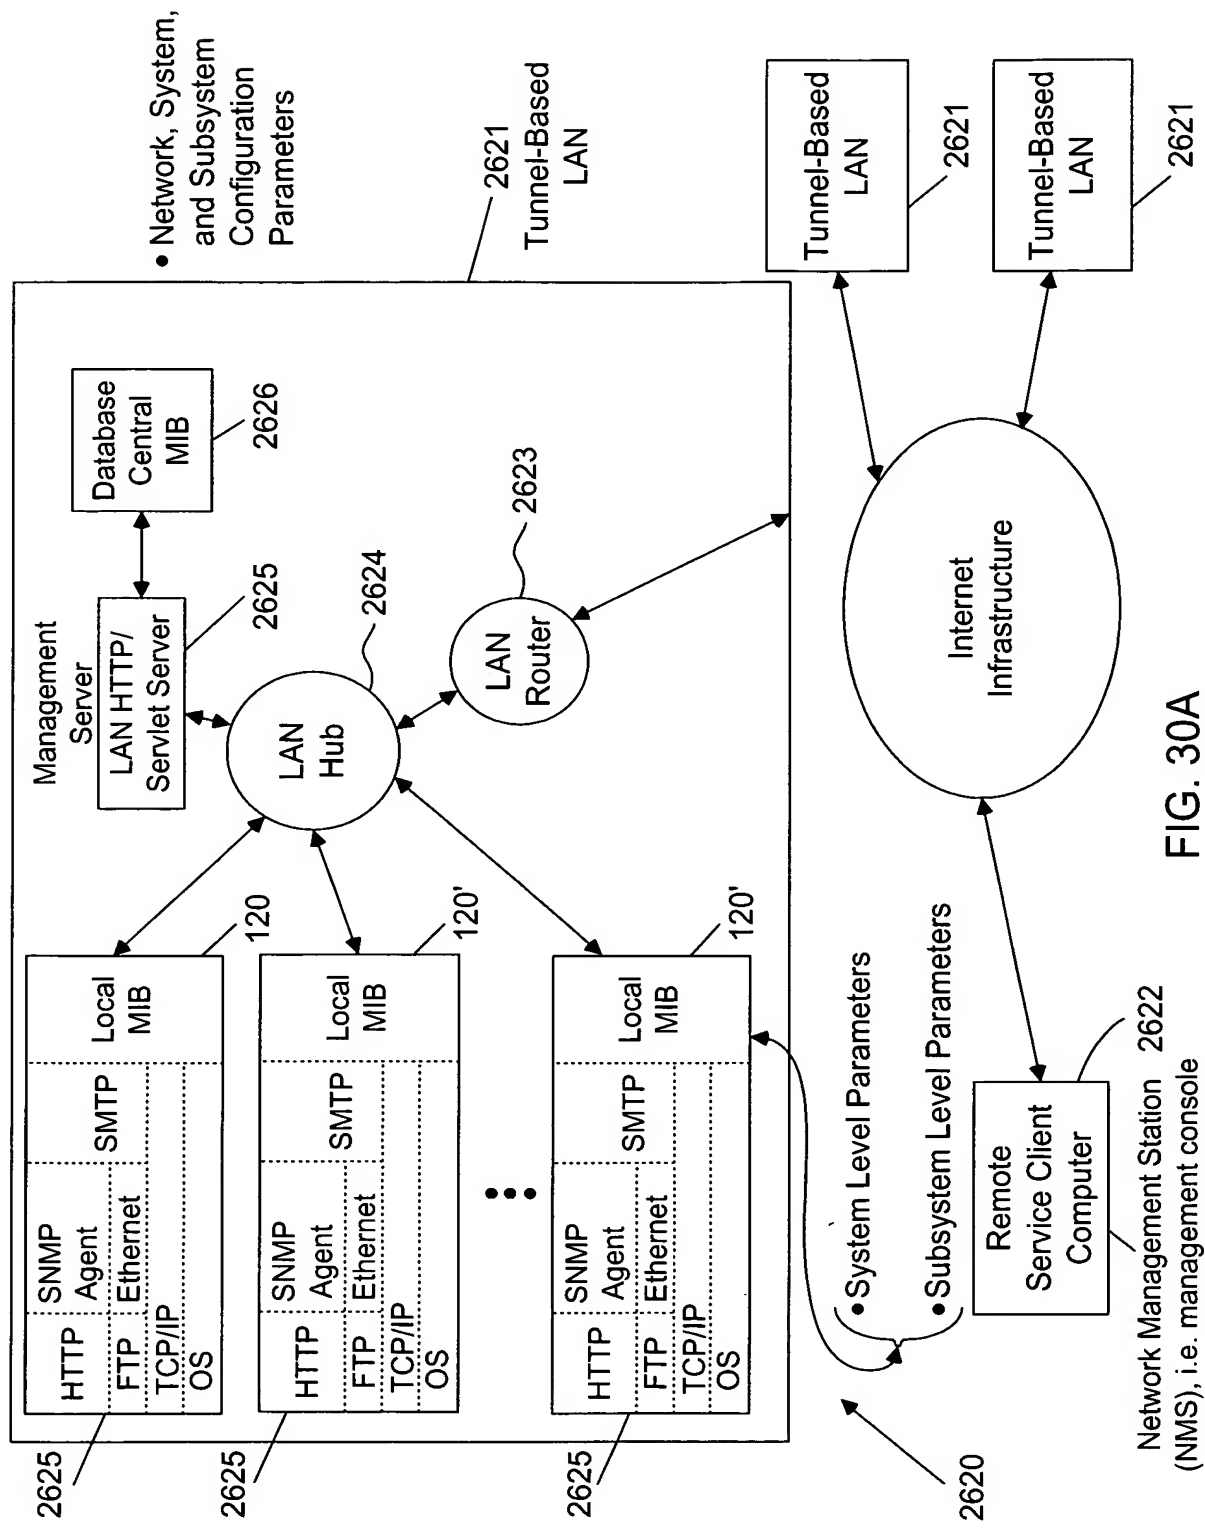 • Network, System,
and Subsystem
Configuration
Parameters
2621
Tunnel-Based
LAN
Management
Server
LAN HTTP/
Servlet Server
2625
Database
Central
MIB
2626
LAN
Hub
2624
LAN
Router
2623
2625
HTTP
SNMP
Agent
SMTP
Local
MIB
FTP
Ethernet
TCP/IP
OS
120
2625
HTTP
SNMP
Agent
SMTP
Local
MIB
FTP
Ethernet
TCP/IP
OS
120'
•••
2625
HTTP
SNMP
Agent
SMTP
Local
MIB
FTP
Ethernet
TCP/IP
OS
120'
2620
• System Level Parameters
• Subsystem Level Parameters
Remote
Service Client
Computer
2622
Network Management Station
(NMS), i.e. management console
Internet
Infrastructure
Tunnel-Based
LAN
2621
Tunnel-Based
LAN
2621
FIG. 30A